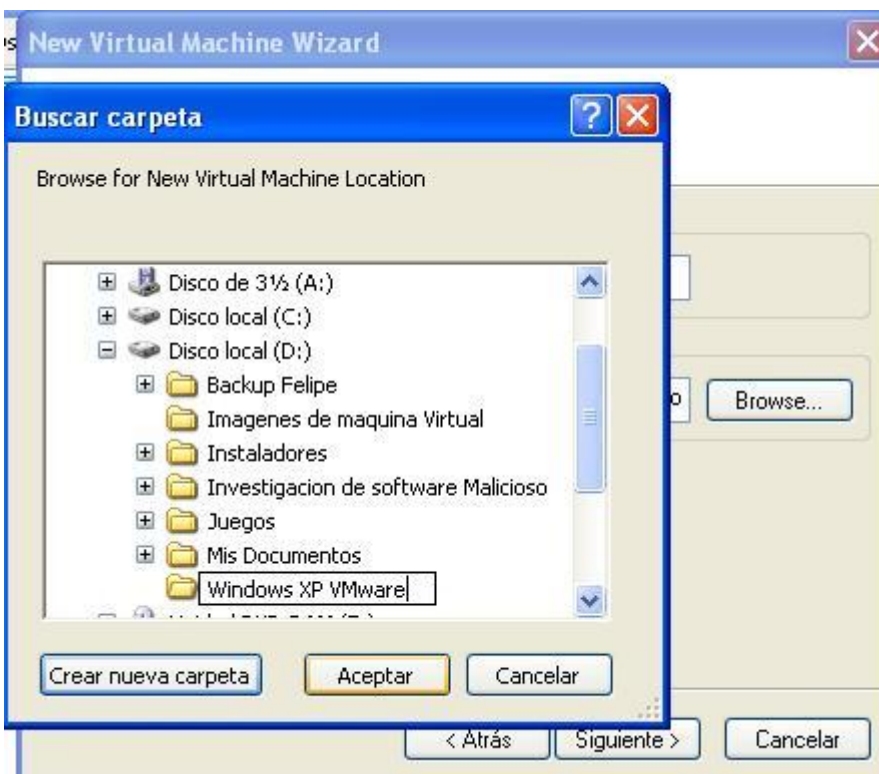 New Virtual Machine Wizard
Buscar carpeta
Browse for New Virtual Machine Location
Disco de 3½ (A:)
Disco local (C:)
Disco local (D:)
Backup Felipe
Imagenes de maquina Virtual
Instaladores
Investigacion de software Malicioso
Juegos
Mis Documentos
Windows XP VMware
Browse...
Crear nueva carpeta
Aceptar
Cancelar
< Atrás
Siguiente >
Cancelar